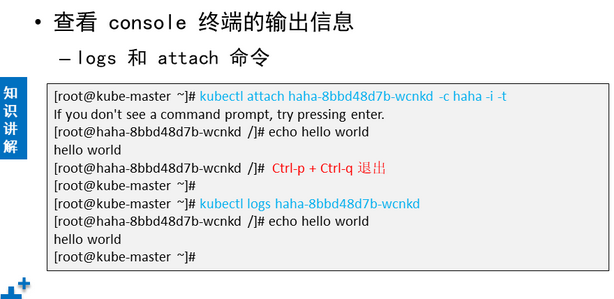 • 查看 console 终端的输出信息
– logs 和 attach 命令
知识讲解
[root@kube-master ~]# kubectl attach haha-8bbd48d7b-wcnkd -c haha -i -t
If you don't see a command prompt, try pressing enter.
[root@haha-8bbd48d7b-wcnkd /]# echo hello world
hello world
[root@haha-8bbd48d7b-wcnkd /]# Ctrl-p + Ctrl-q 退出
[root@kube-master ~]#
[root@kube-master ~]# kubectl logs haha-8bbd48d7b-wcnkd
[root@haha-8bbd48d7b-wcnkd /]# echo hello world
hello world
[root@kube-master ~]#